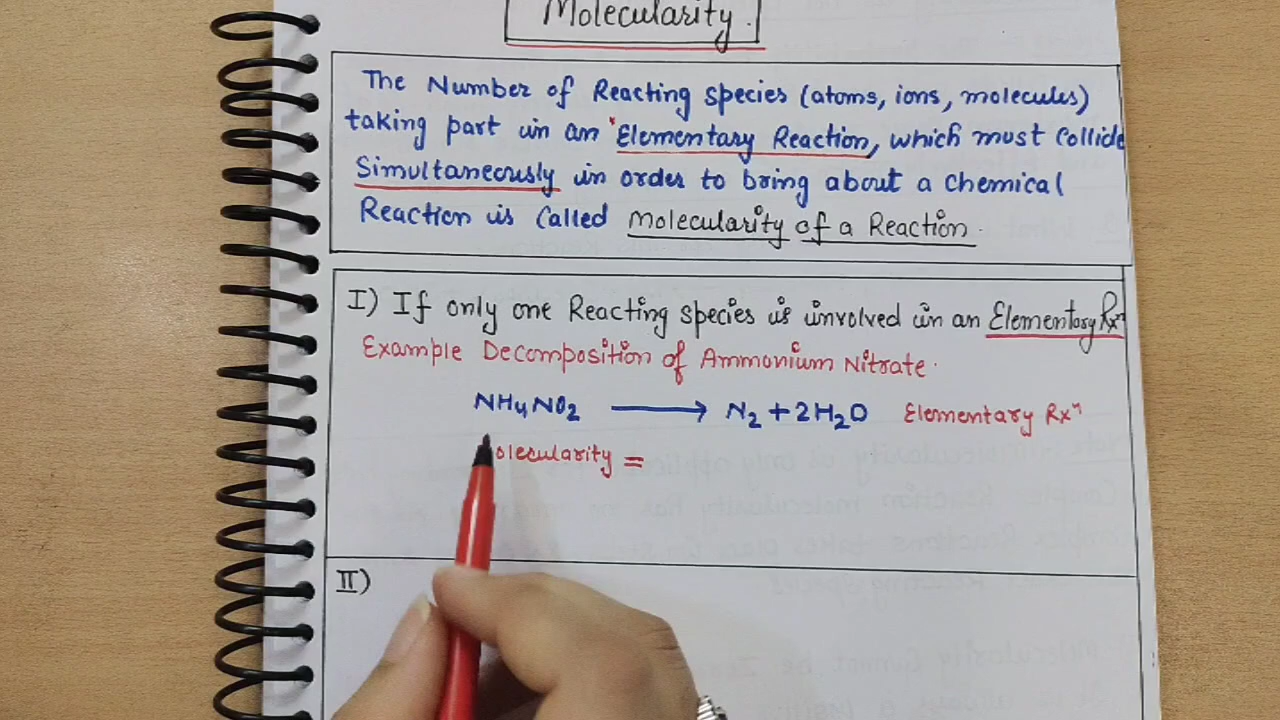 Molecularity.
The Number of Reacting species (atoms, ions, molecules)
taking part in an "Elementary Reaction, which must collide
Simultaneously in order to bring about a chemical
Reaction is called Molecularity of a Reaction.
I) If only one Reacting species is involved in an Elementary Rxn
Example Decomposition of Ammonium Nitrate.
NH4NO2 → N2 + 2H2O Elementary Rxn
Molecularity =
II)